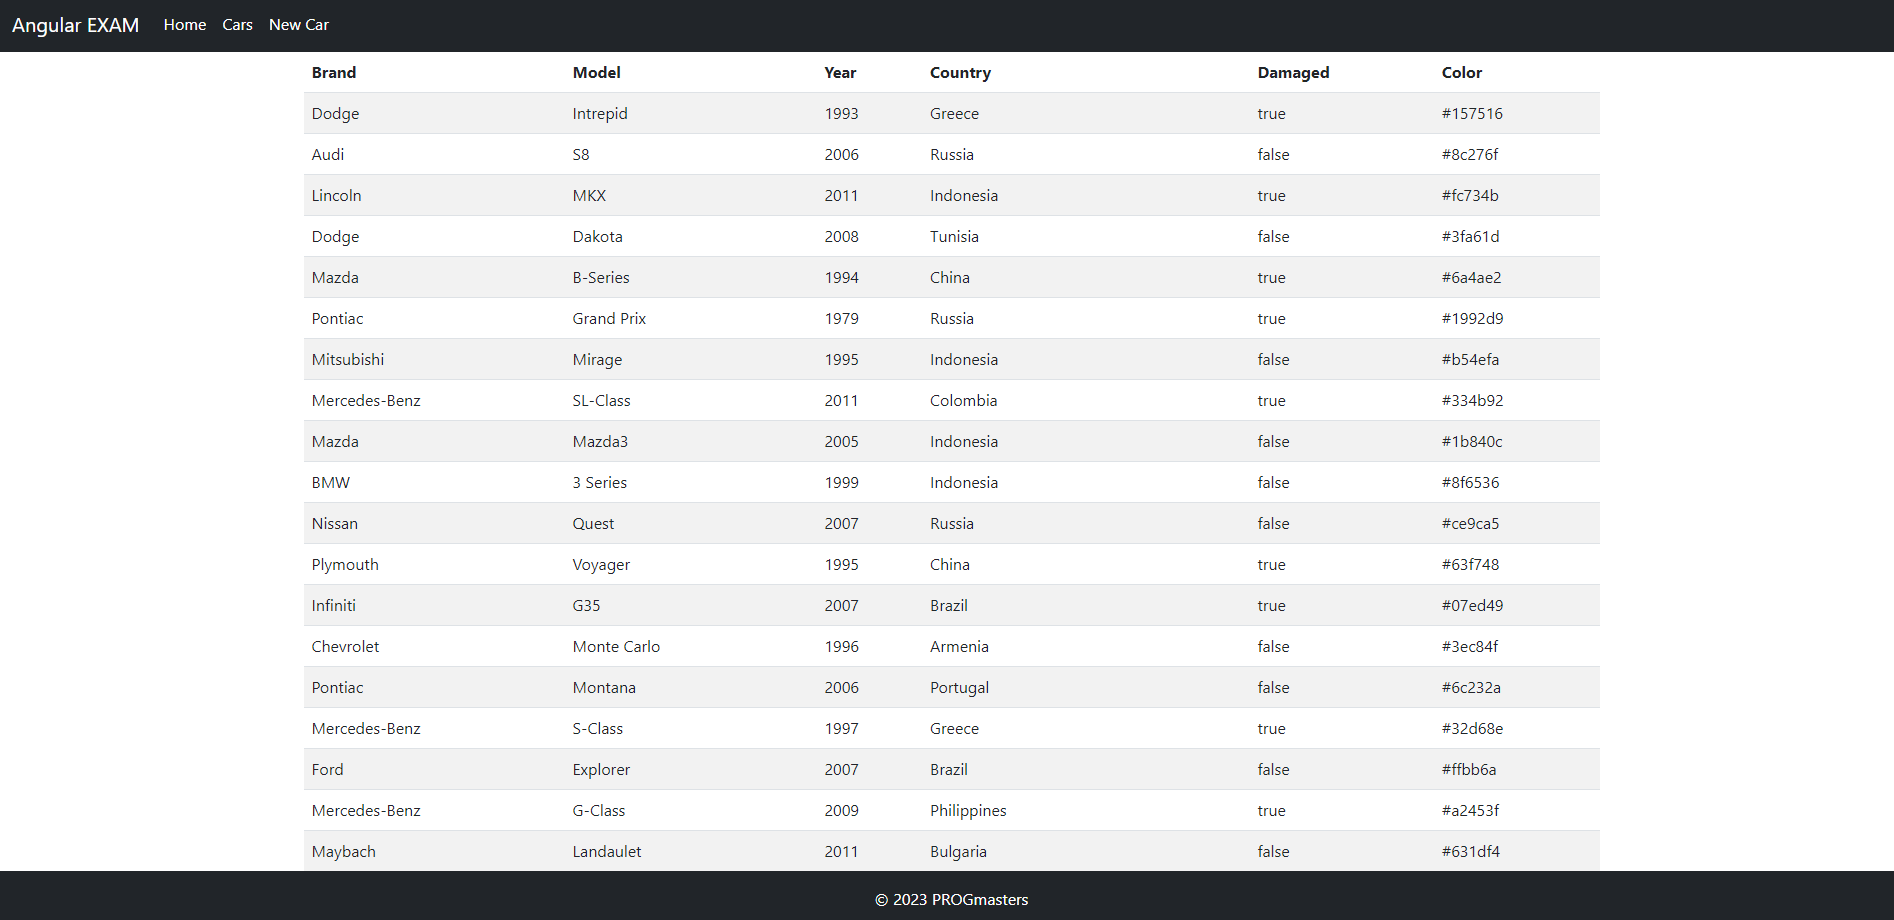 Angular EXAM Home Cars New Car
Brand Model Year Country Damaged Color
Dodge Intrepid 1993 Greece true #157516
Audi S8 2006 Russia false #8c276f
Lincoln MKX 2011 Indonesia true #fc734b
Dodge Dakota 2008 Tunisia false #3fa61d
Mazda B-Series 1994 China true #6a4ae2
Pontiac Grand Prix 1979 Russia true #1992d9
Mitsubishi Mirage 1995 Indonesia false #b54efa
Mercedes-Benz SL-Class 2011 Colombia true #334b92
Mazda Mazda3 2005 Indonesia false #1b840c
BMW 3 Series 1999 Indonesia false #8f6536
Nissan Quest 2007 Russia false #ce9ca5
Plymouth Voyager 1995 China true #63f748
Infiniti G35 2007 Brazil true #07ed49
Chevrolet Monte Carlo 1996 Armenia false #3ec84f
Pontiac Montana 2006 Portugal false #6c232a
Mercedes-Benz S-Class 1997 Greece true #32d68e
Ford Explorer 2007 Brazil false #ffbb6a
Mercedes-Benz G-Class 2009 Philippines true #a2453f
Maybach Landaulet 2011 Bulgaria false #631df4
© 2023 PROGmasters